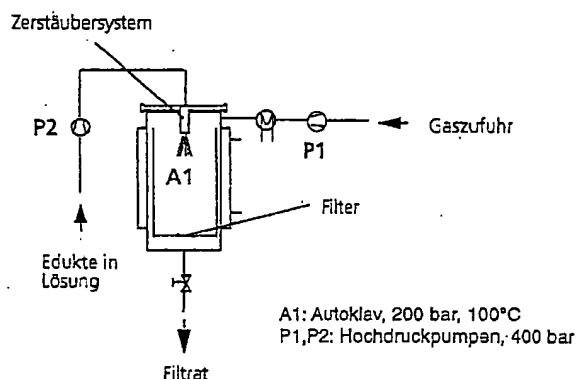 Zerstäubersystem
P2
P1
Gaszufuhr
A1
Filter
Edukte in
Lösung
A1: Autoklav, 200 bar, 100°C
P1,P2: Hochdruckpumpen, 400 bar
Filtrat